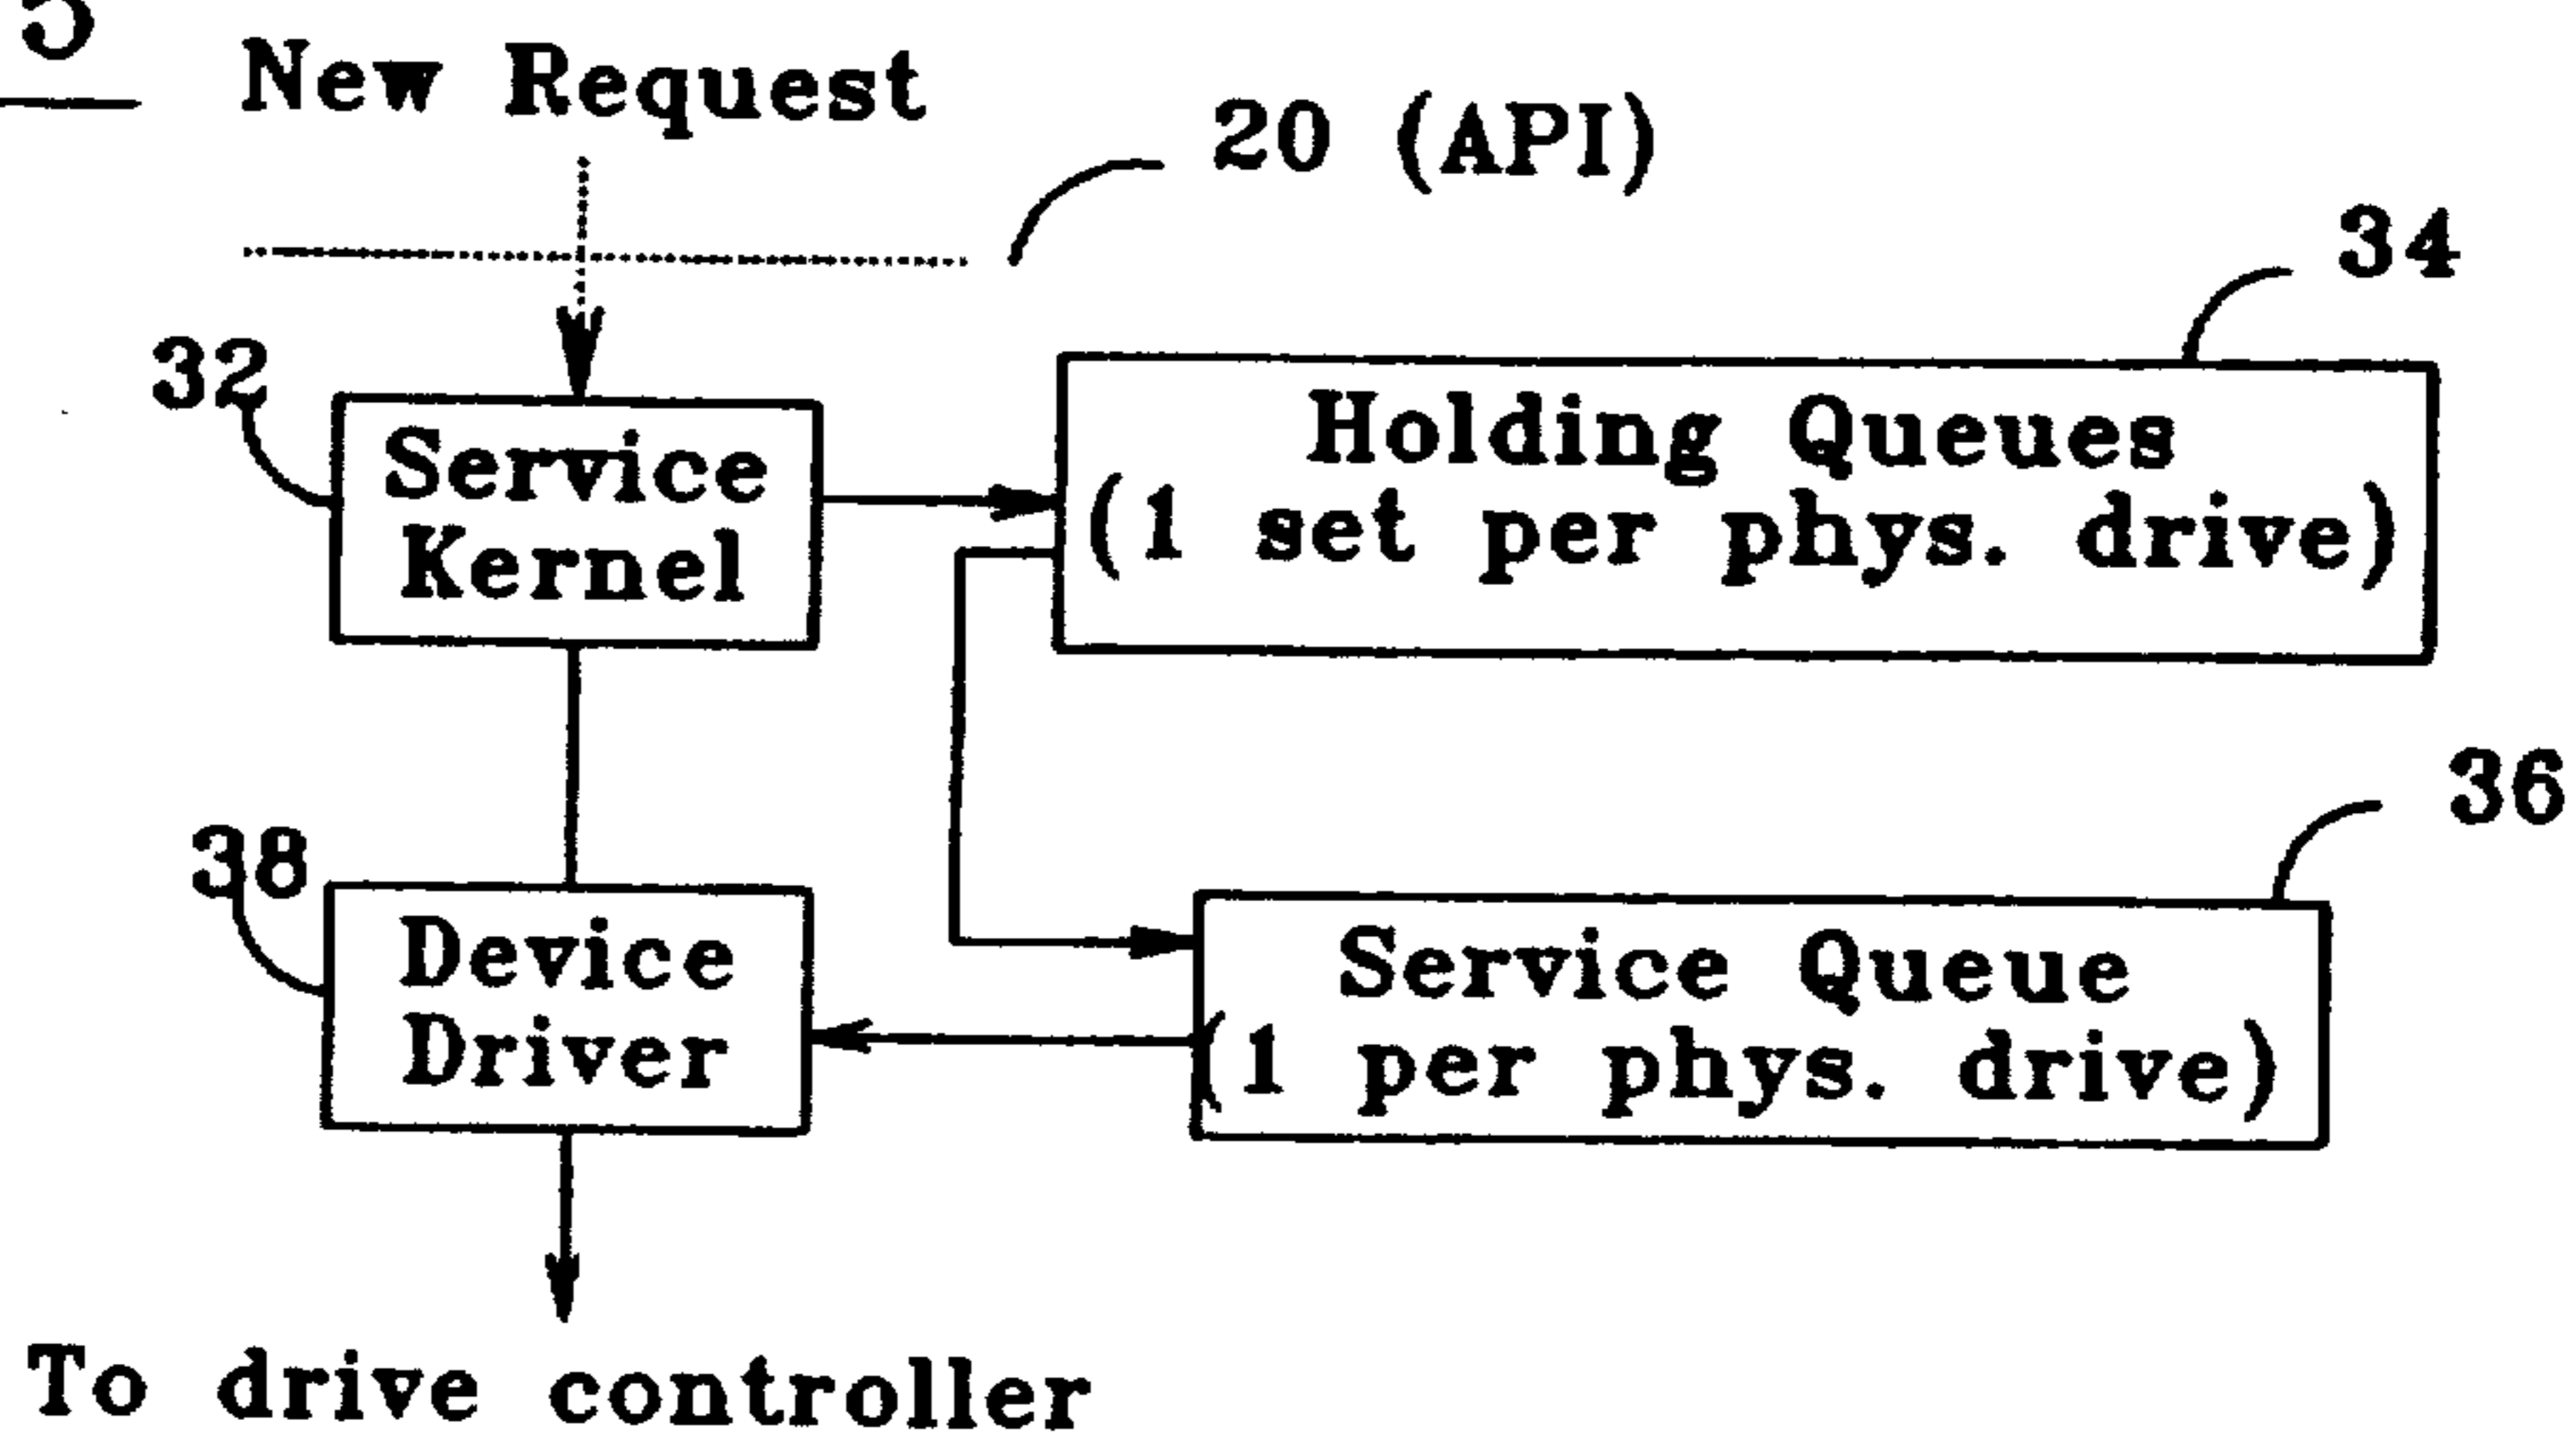 5
New Request
20 (API)
34
32
Service
Kernel
Holding Queues
(1 set per phys. drive)
36
38
Device
Driver
Service Queue
(1 per phys. drive)
To drive controller